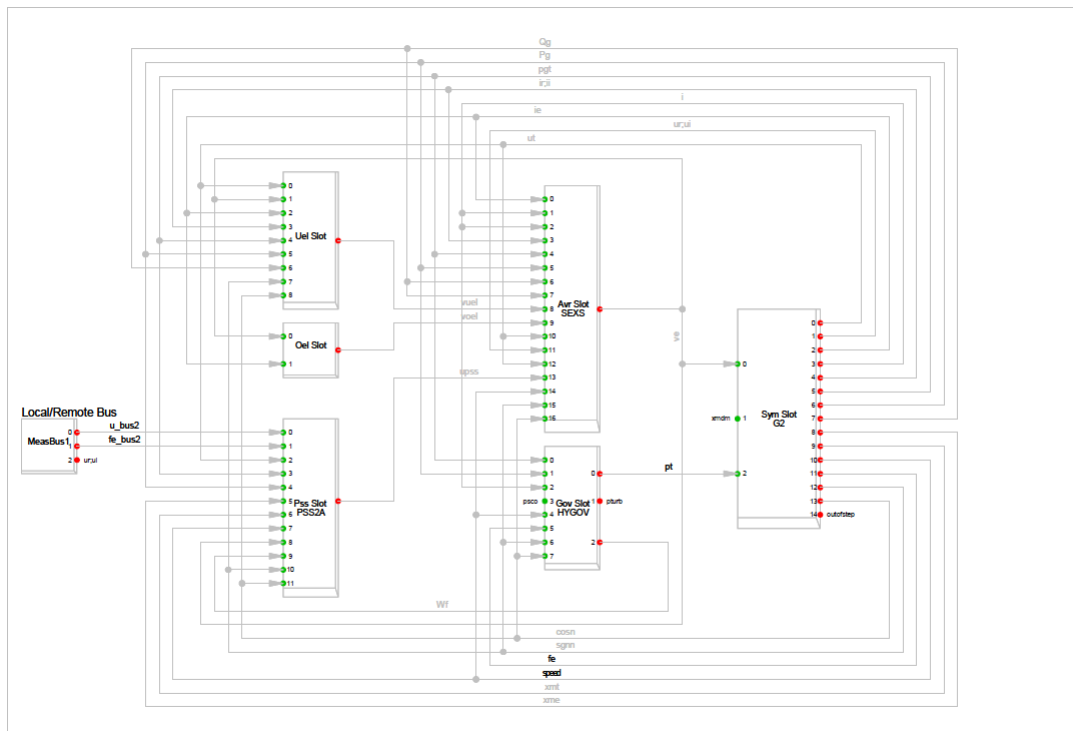 Qg
Pg
pgt
ir;ii
i
ie
ur;ui
ut
0
1
2
3
4
5
6
7
8
Uel Slot
0
1
Oel Slot
vuel
voel
upss
0
1
2
3
4
5
6
7
8
9
10
11
12
13
14
15
16
Avr Slot
SEXS
ve
Local/Remote Bus
MeasBus1
0
1
2
u_bus2
fe_bus2
ur;ui
0
1
2
3
4
5
6
7
8
9
10
11
Pss Slot
PSS2A
0
1
2
psco
3
4
5
6
7
Gov Slot
HYGOV
0
1
2
pturb
pt
0
xmdm
1
2
Sym Slot
G2
0
1
2
3
4
5
6
7
8
9
10
11
12
13
14
outofstep
Wf
cosn
sgnn
fe
speed
xmt
xme